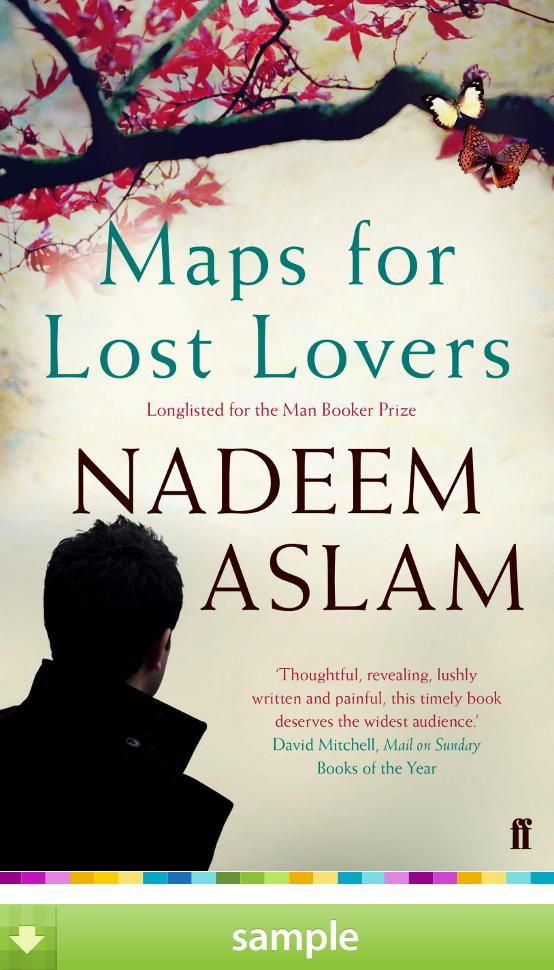 Maps for
Lost Lovers
Longlisted for the Man Booker Prize
NADEEM
ASLAM
‘Thoughtful, revealing, lushly
written and painful, this timely book
deserves the widest audience.’
David Mitchell, Mail on Sunday
Books of the Year
ff
sample